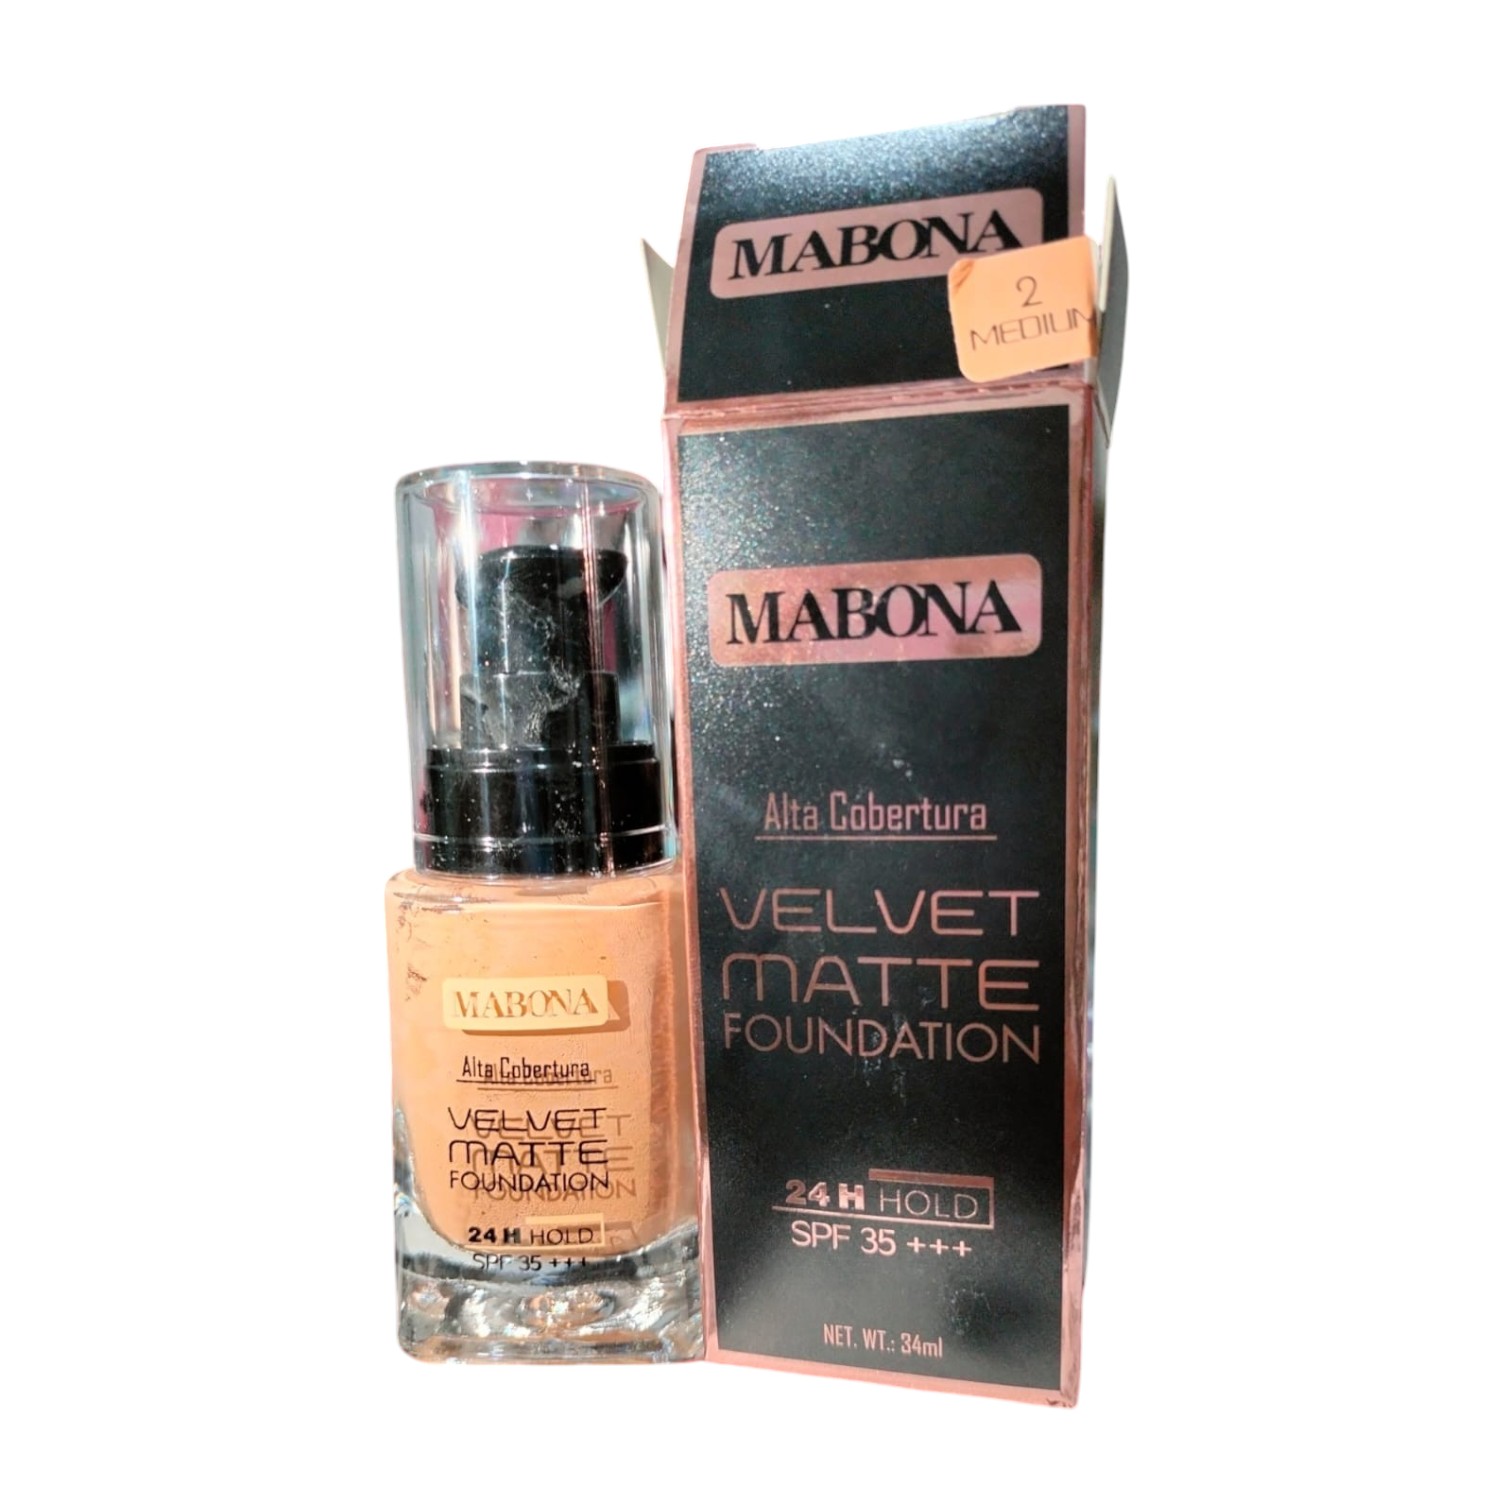 MABONA
2
MEDIUM
MABONA
Alta Cobertura
VELVET
MATTE
FOUNDATION
24 H HOLD
SPF 35 +++
NET. WT.: 34ml
MABONA
Alta Cobertura
VELVET
MATTE
FOUNDATION
24 H HOLD
SPF 35 +++